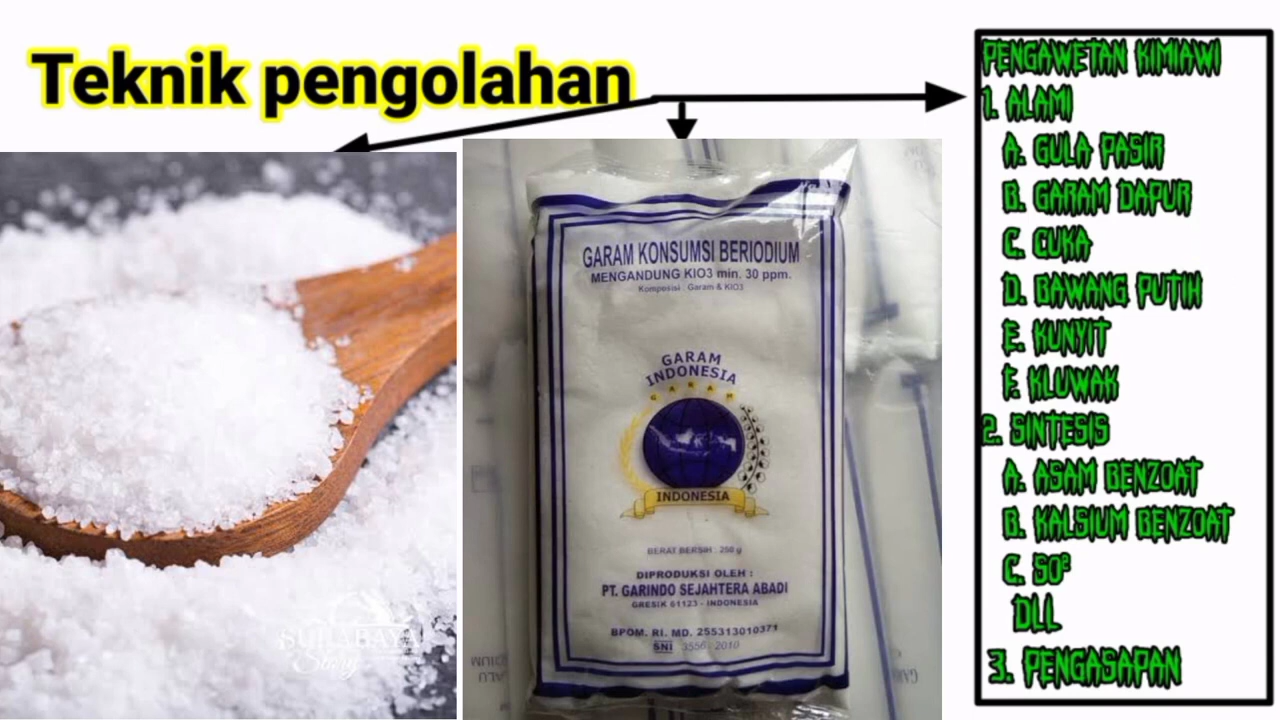 Teknik pengolahan
GARAM KONSUMSI BERIODIUM
MENGANDUNG KIO3 min. 30 ppm.
Komposisi : Garam & KIO3
GARAM
INDONESIA
GARAM
INDONESIA
BERAT BERSIH : 250 g
DIPRODUKSI OLEH :
PT. GARINDO SEJAHTERA ABADI
GRESIK 61123 - INDONESIA
BPOM. RI. MD. 255313010371
SNI 3556 : 2010
Story
PENGAWETAN KIMIAWI
1. ALAMI
A. GULA PASIR
B. GARAM DAPUR
C. CUKA
D. BAWANG PUTIH
E. KUNYIT
F. KLUWAK
2. SINTESIS
A. ASAM BENZOAT
B. KALSIUM BENZOAT
C. SO²
DLL
3. PENGASAPAN